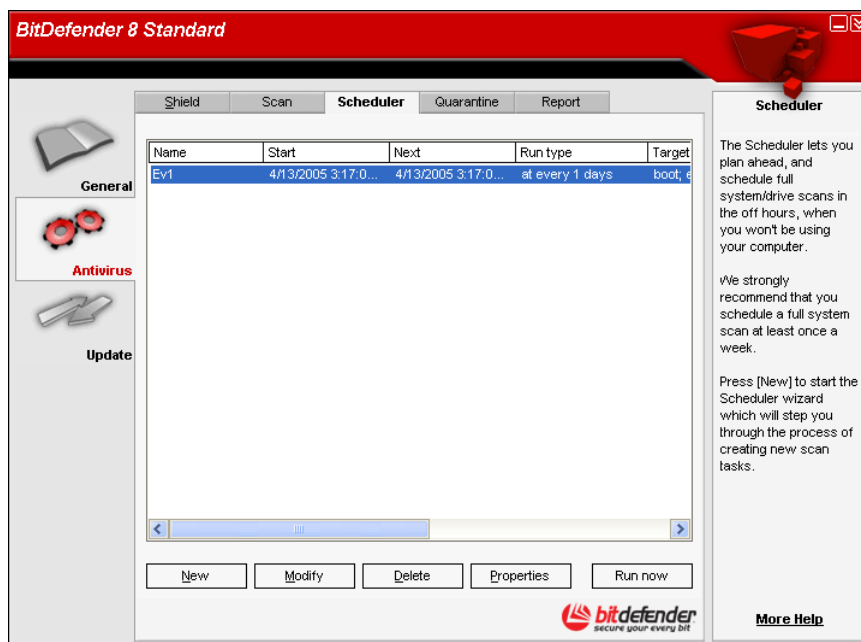 BitDefender 8 Standard
General
Antivirus
Update
Shield Scan Scheduler Quarantine Report
Name Start Next Run type Target
Ev1 4/13/2005 3:17:0... 4/13/2005 3:17:0... at every 1 days boot; e
New Modify Delete Properties Run now
bitdefender
secure your every bit
Scheduler
The Scheduler lets you
plan ahead, and
schedule full
system/drive scans in
the off hours, when
you won't be using
your computer.
We strongly
recommend that you
schedule a full system
scan at least once a
week.
Press [New] to start the
Scheduler wizard
which will step you
through the process of
creating new scan
tasks.
More Help